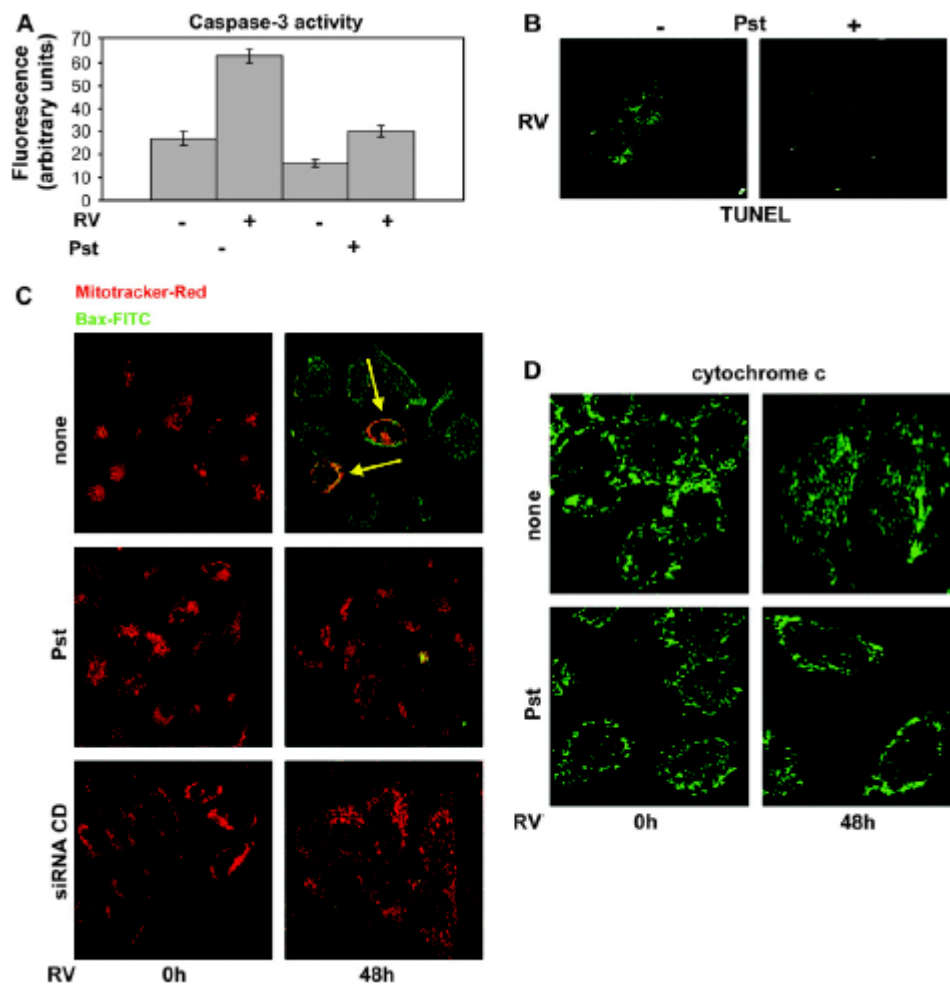 A
Caspase-3 activity
Fluorescence
(arbitrary units)
70
60
50
40
30
20
10
0
RV - + - +
Pst - +
B
- Pst +
RV
TUNEL
C
Mitotracker-Red
Bax-FITC
none
Pst
siRNA CD
RV 0h 48h
D
cytochrome c
none
Pst
RV 0h 48h